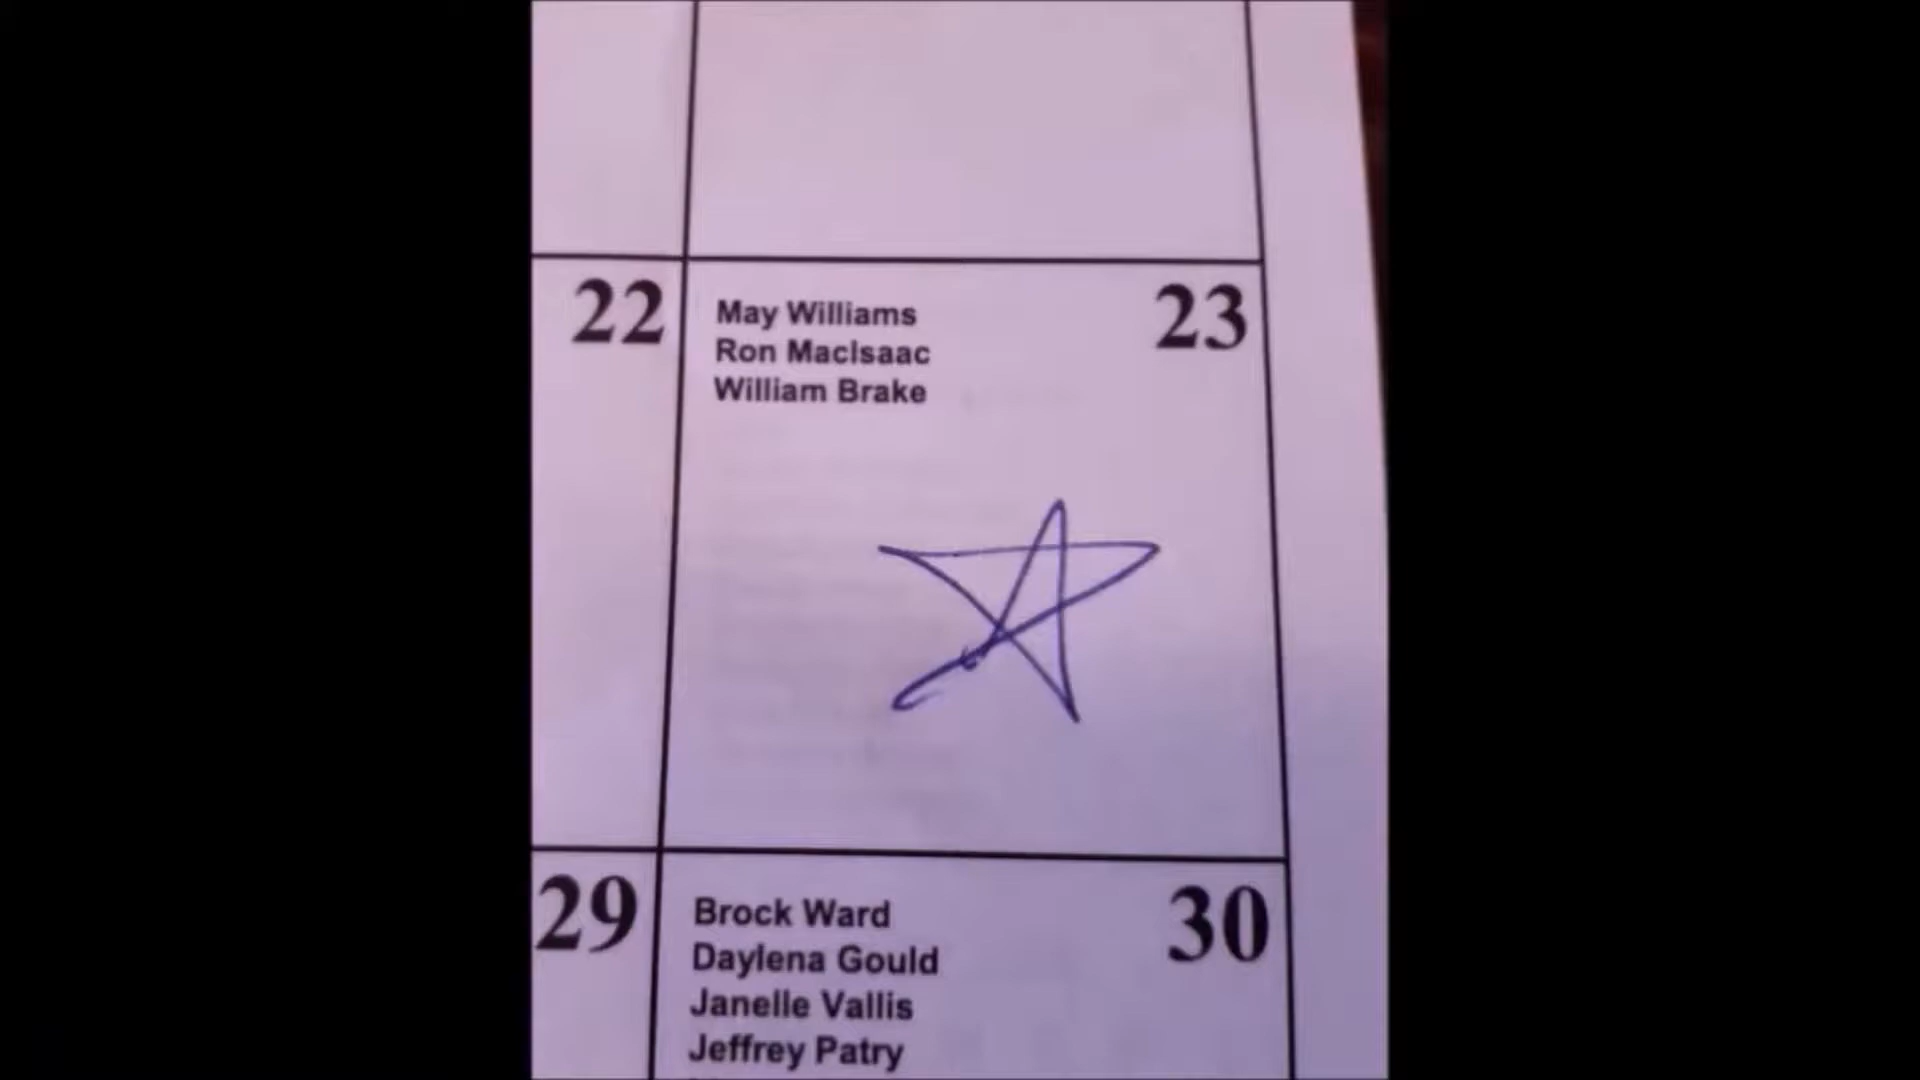 22
23
May Williams
Ron MacIsaac
William Brake
29
30
Brock Ward
Daylena Gould
Janelle Vallis
Jeffrey Patry